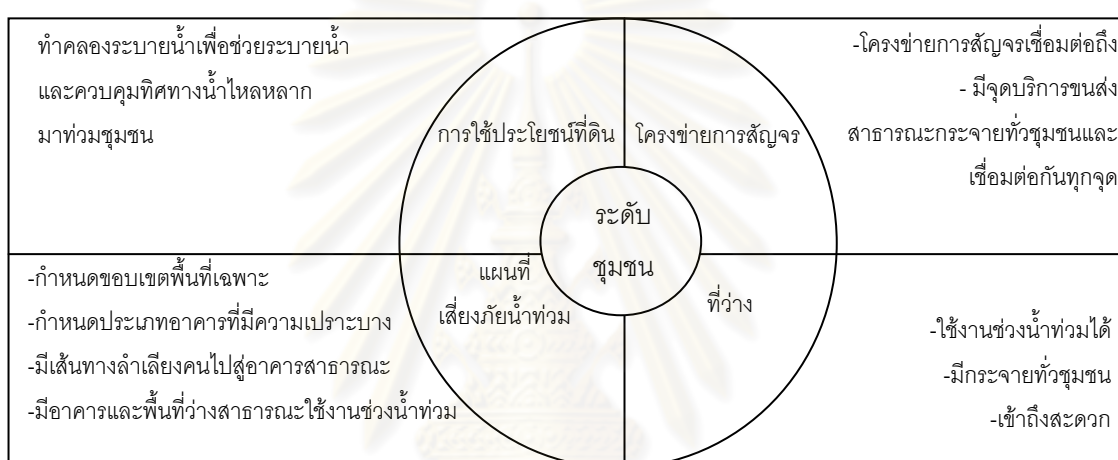 ทำคลองระบายน้ำเพื่อช่วยระบายน้ำ
และควบคุมทิศทางน้ำไหลหลาก
มาท่วมชุมชน
การใช้ประโยชน์ที่ดิน
โครงข่ายการสัญจร
-โครงข่ายการสัญจรเชื่อมต่อถึง
- มีจุดบริการขนส่ง
สาธารณะกระจายทั่วชุมชนและ
เชื่อมต่อกันทุกจุด
ระดับ
ชุมชน
-กำหนดขอบเขตพื้นที่เฉพาะ
-กำหนดประเภทอาคารที่มีความเปราะบาง
-มีเส้นทางลำเลียงคนไปสู่อาคารสาธารณะ
-มีอาคารและพื้นที่ว่างสาธารณะใช้งานช่วงน้ำท่วม
แผนที่
เสี่ยงภัยน้ำท่วม
ที่ว่าง
-ใช้งานช่วงน้ำท่วมได้
-มีกระจายทั่วชุมชน
-เข้าถึงสะดวก